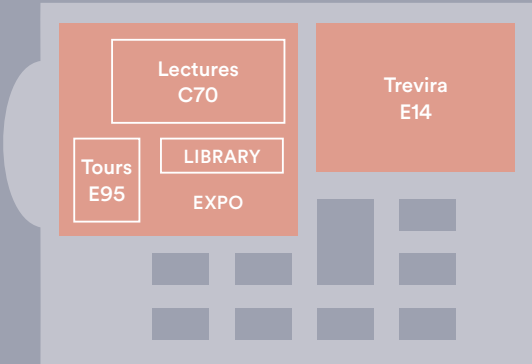 Lectures
C70
Trevira
E14
Tours
E95
LIBRARY
EXPO